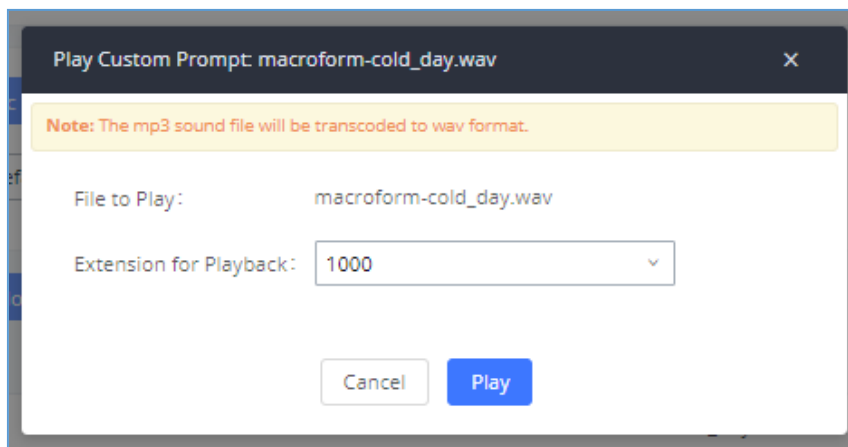 Play Custom Prompt: macroform-cold_day.wav
Note: The mp3 sound file will be transcoded to wav format.
File to Play: macroform-cold_day.wav
Extension for Playback: 1000
Cancel Play